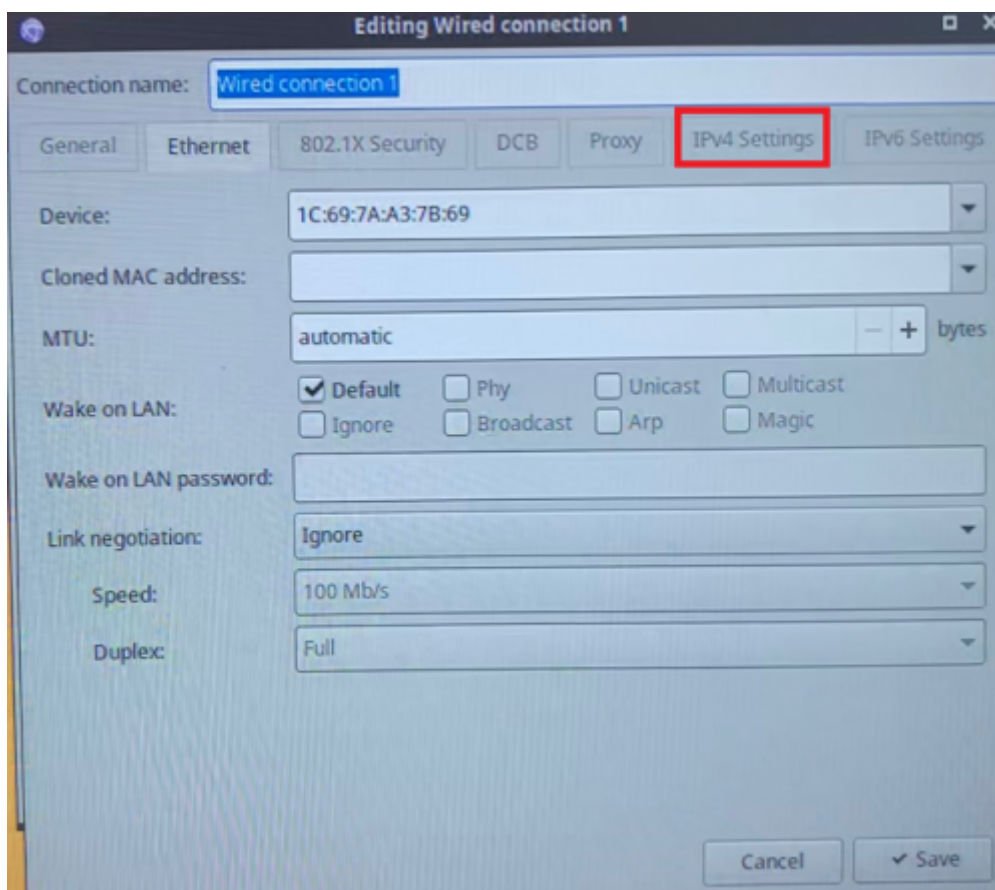 Editing Wired connection 1
Connection name: Wired connection 1
General Ethernet 802.1X Security DCB Proxy IPv4 Settings IPv6 Settings
Device: 1C:69:7A:A3:7B:69
Cloned MAC address:
MTU: automatic − + bytes
Wake on LAN: Default Phy Unicast Multicast
Ignore Broadcast Arp Magic
Wake on LAN password:
Link negotiation: Ignore
Speed: 100 Mb/s
Duplex: Full
Cancel Save